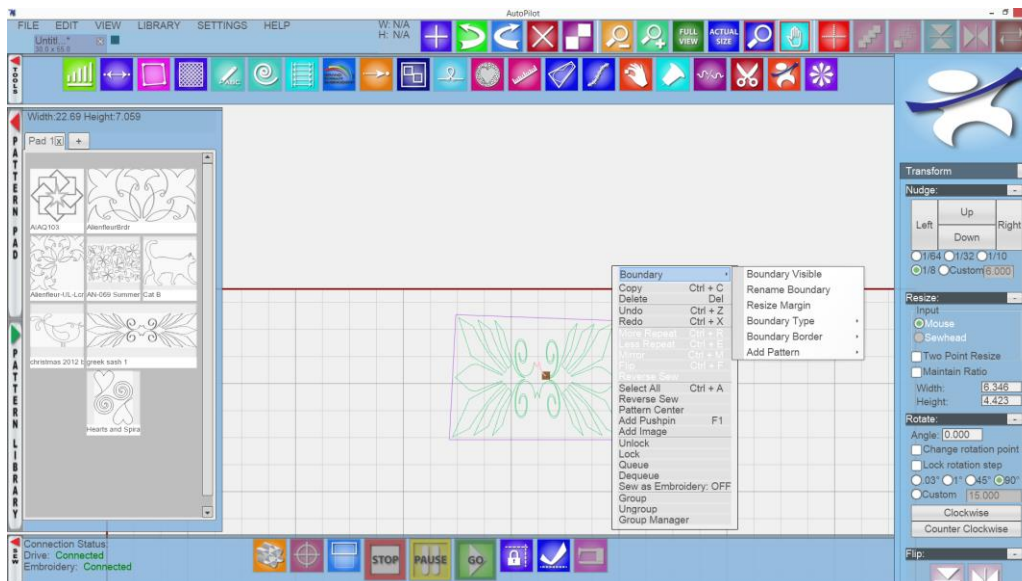 AutoPilot
FILE EDIT VIEW LIBRARY SETTINGS HELP
W: N/A
H: N/A
Untitl...*
30.0 x 65.0
FULL VIEW
ACTUAL SIZE
TOOLS
ABC
Width:22.69 Height:7.059
Pad 1 x +
PATTERN PAD
AIAQ103
AlienfleurBrdr
Alienfleur-UL-Lcr
AN-069 Summer
Cat B
christmas 2012 b
greek sash 1
Hearts and Spira
PATTERN LIBRARY
Boundary
Copy Ctrl + C
Delete Del
Undo Ctrl + Z
Redo Ctrl + X
More Repeat Ctrl + R
Less Repeat Ctrl + E
Mirror Ctrl + M
Flip Ctrl + F
Reverse Sew
Select All Ctrl + A
Reverse Sew
Pattern Center
Add Pushpin F1
Add Image
Unlock
Lock
Queue
Dequeue
Sew as Embroidery: OFF
Group
Ungroup
Group Manager
Boundary Visible
Rename Boundary
Resize Margin
Boundary Type
Boundary Border
Add Pattern
Transform
Nudge:
Up
Left
Right
Down
1/64 1/32 1/10
1/8 Custom 6.000
Resize:
Input
Mouse
Sewhead
Two Point Resize
Maintain Ratio
Width: 6.346
Height: 4.423
Rotate:
Angle: 0.000
Change rotation point
Lock rotation step
.03° 1° 45° 90°
Custom 15.000
Clockwise
Counter Clockwise
Flip:
SEW
Connection Status:
Drive: Connected
Embroidery: Connected
STOP
PAUSE
GO